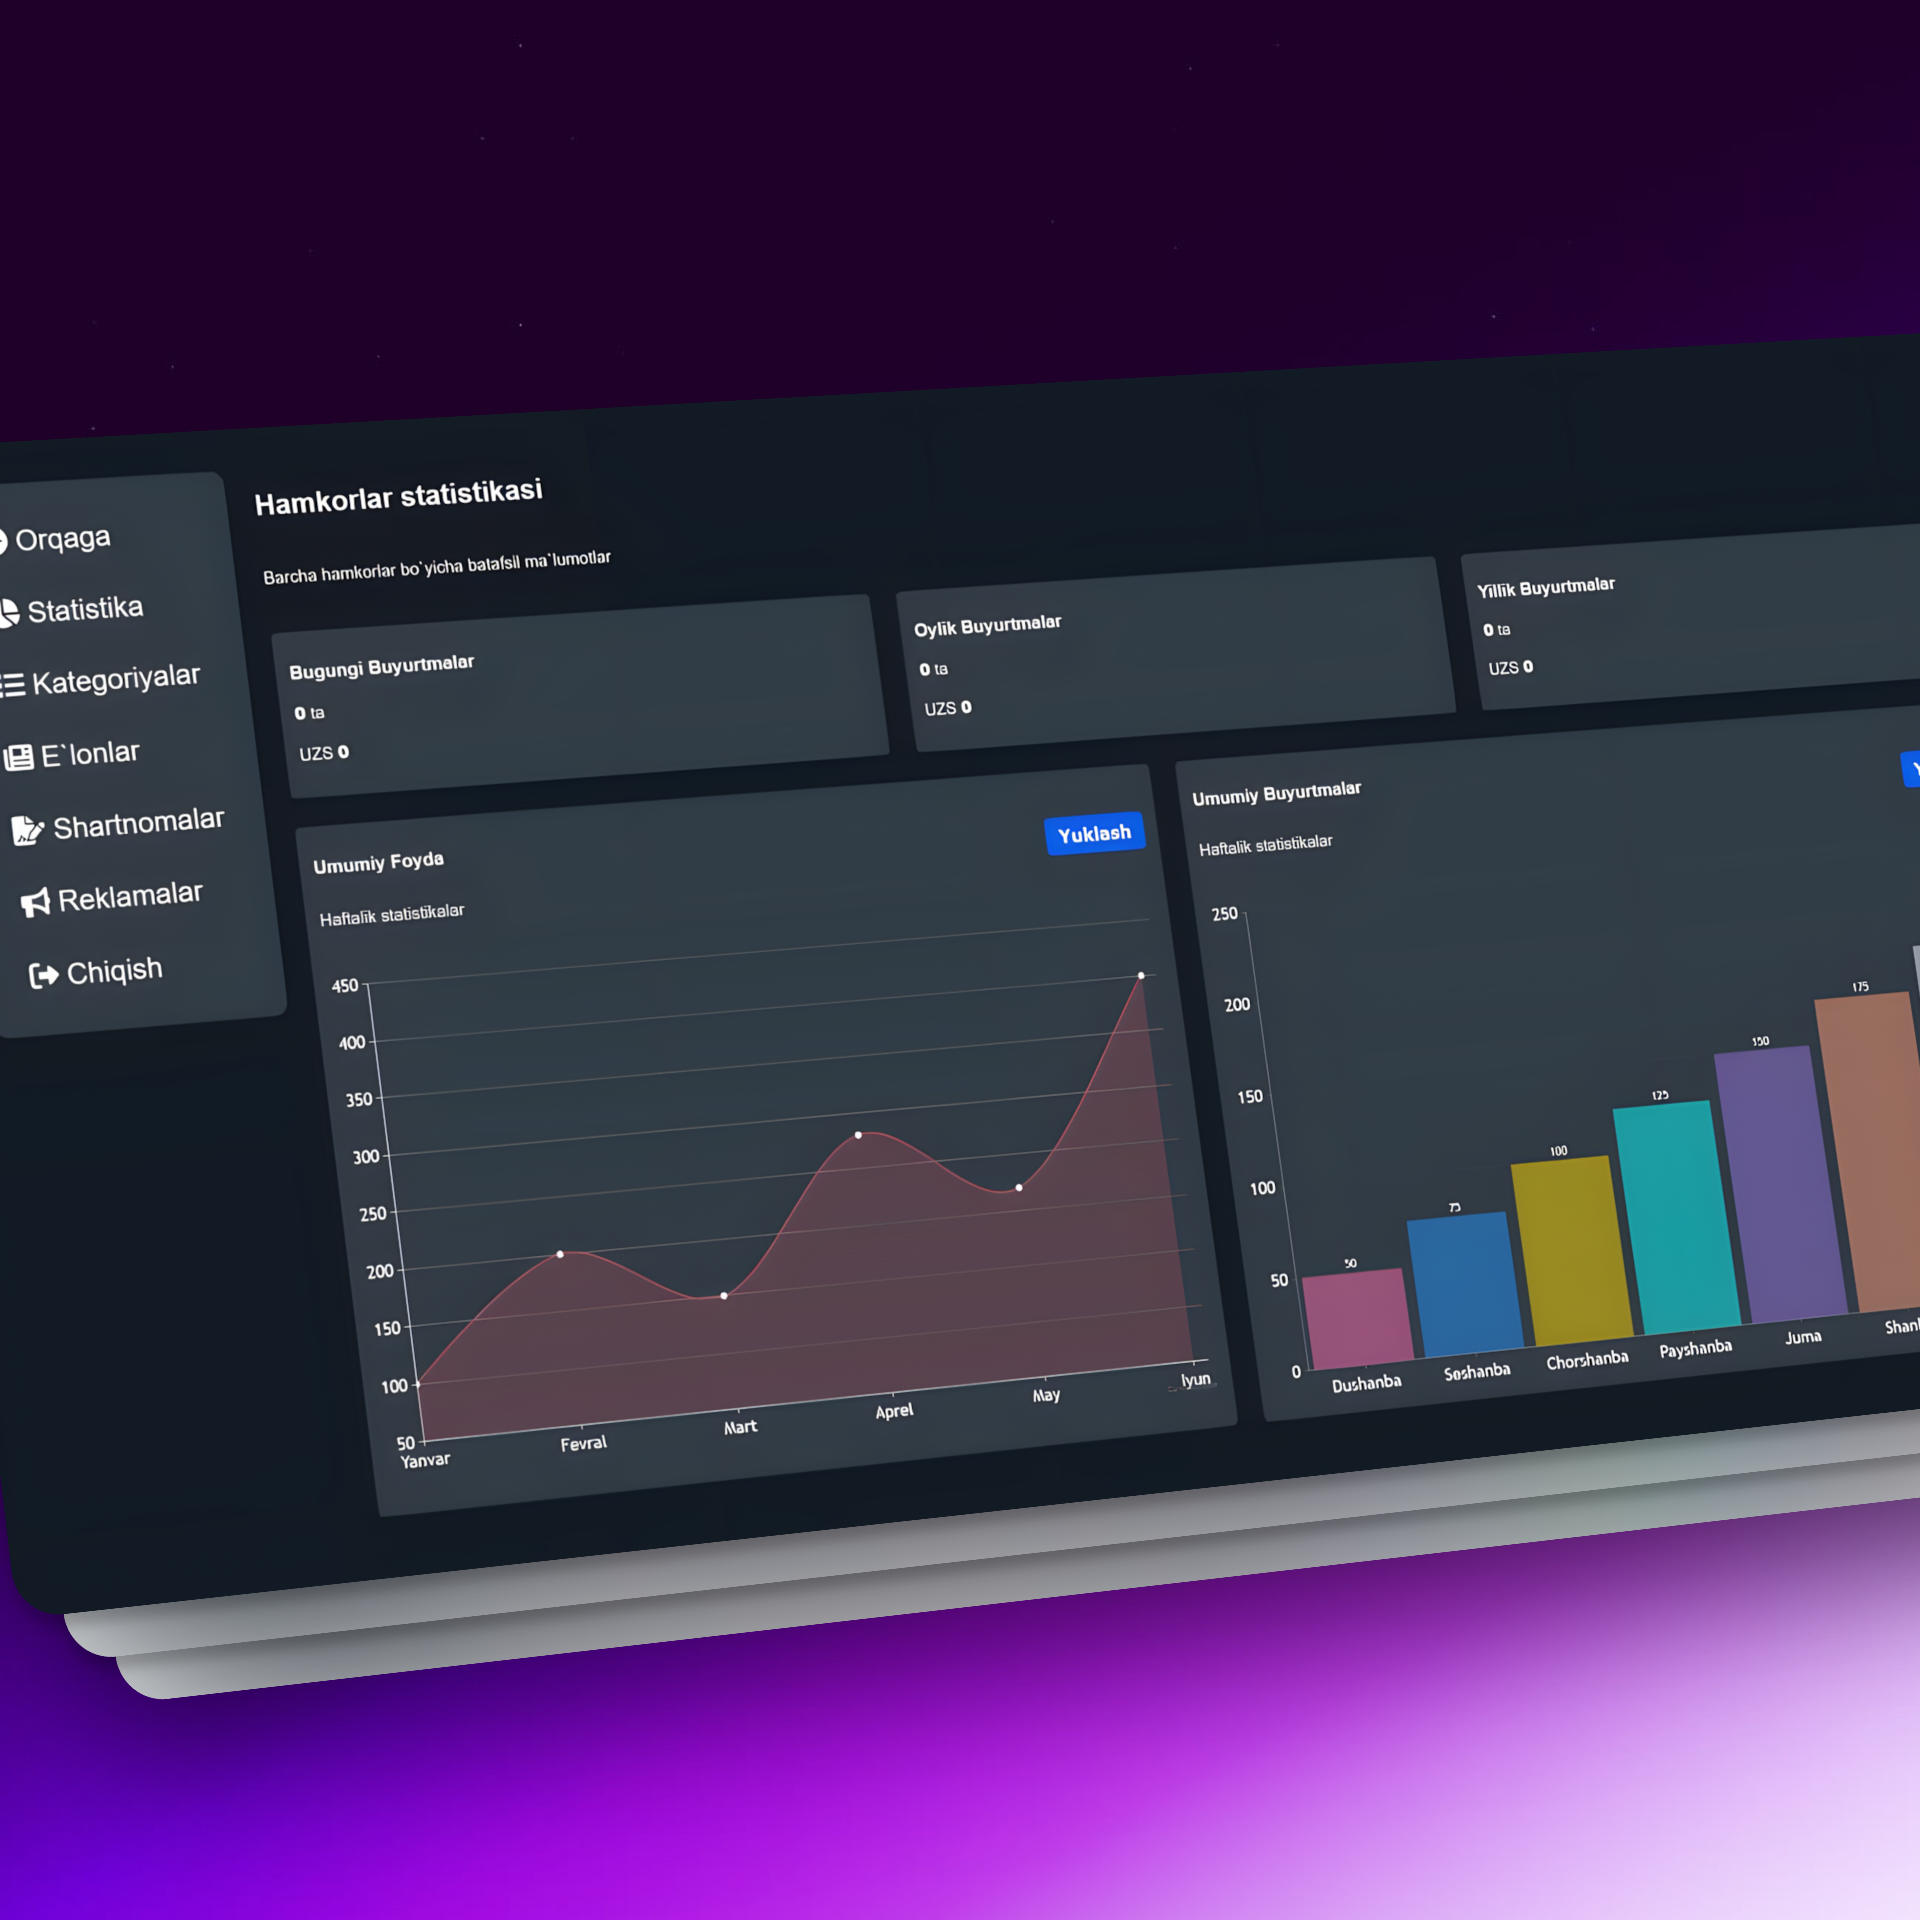 Orqaga
Statistika
Kategoriyalar
E`lonlar
Shartnomalar
Reklamalar
Chiqish
Hamkorlar statistikasi
Barcha hamkorlar bo`yicha batafsil ma`lumotlar
Bugungi Buyurtmalar
0 ta
UZS 0
Oylik Buyurtmalar
0 ta
UZS 0
Yillik Buyurtmalar
0 ta
UZS 0
Umumiy Foyda
Yuklash
Haftalik statistikalar
450
400
350
300
250
200
150
100
50
Yanvar Fevral Mart Aprel May Iyun
Umumiy Buyurtmalar
Haftalik statistikalar
250
200
150
100
50
0
50 75 100 125 150 175
Dushanba Seshanba Chorshanba Payshanba Juma